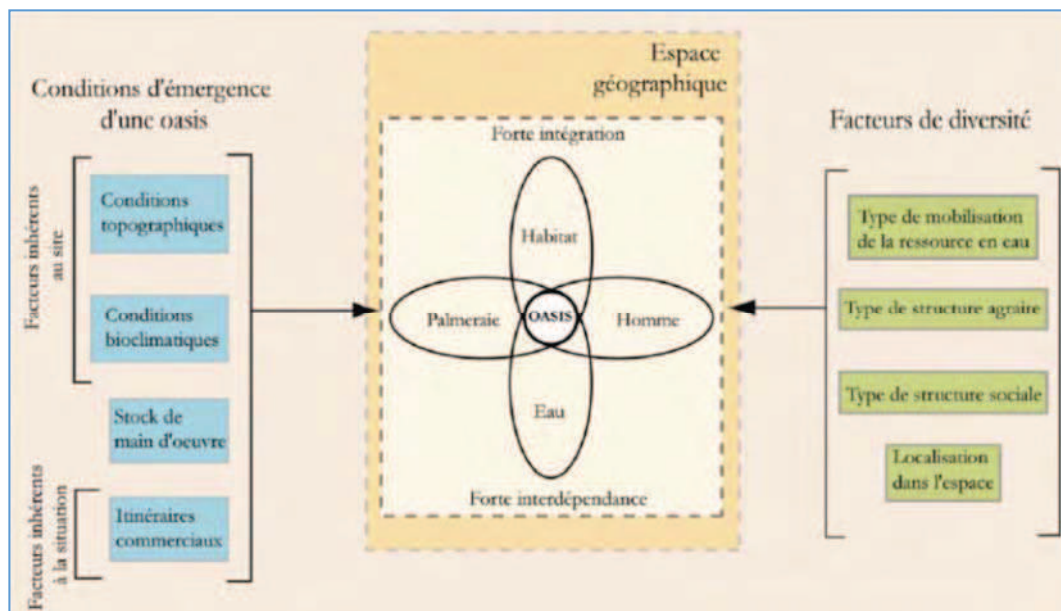 Conditions d'émergence
d'une oasis
Facteurs inhérents
au site
Conditions
topographiques
Conditions
bioclimatiques
Stock de
main d'oeuvre
Facteurs inhérents
à la situation
Itinéraires
commerciaux
Espace
géographique
Forte intégration
Habitat
Palmeraie
OASIS
Homme
Eau
Forte interdépendance
Facteurs de diversité
Type de mobilisation
de la ressource en eau
Type de structure agraire
Type de structure sociale
Localisation
dans l'espace